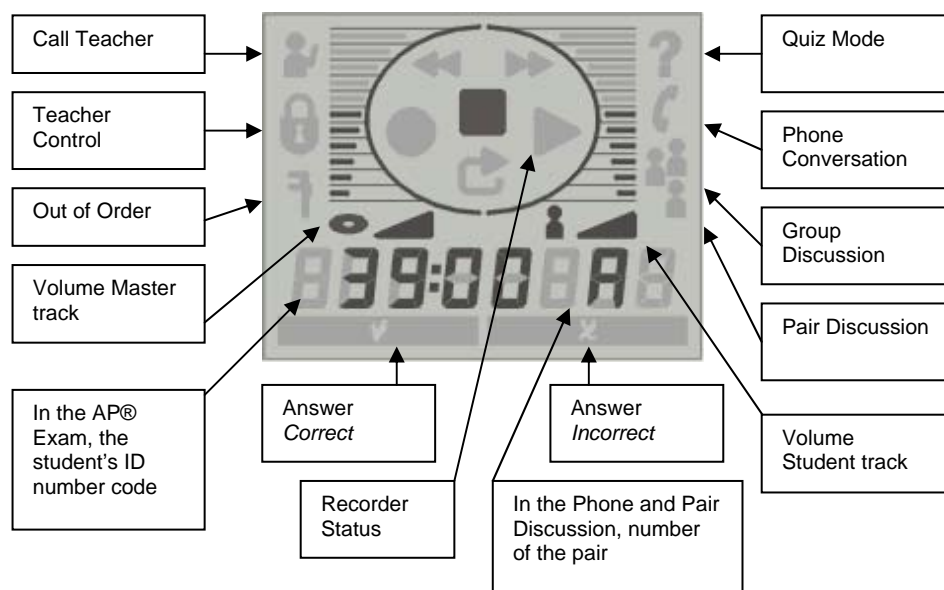 Call Teacher
Teacher
Control
Out of Order
Volume Master
track
In the AP® 
Exam, the
student's ID
number code
39:00 A
Answer
Correct
Answer
Incorrect
Recorder
Status
In the Phone and Pair
Discussion, number
of the pair
Quiz Mode
Phone
Conversation
Group
Discussion
Pair Discussion
Volume
Student track